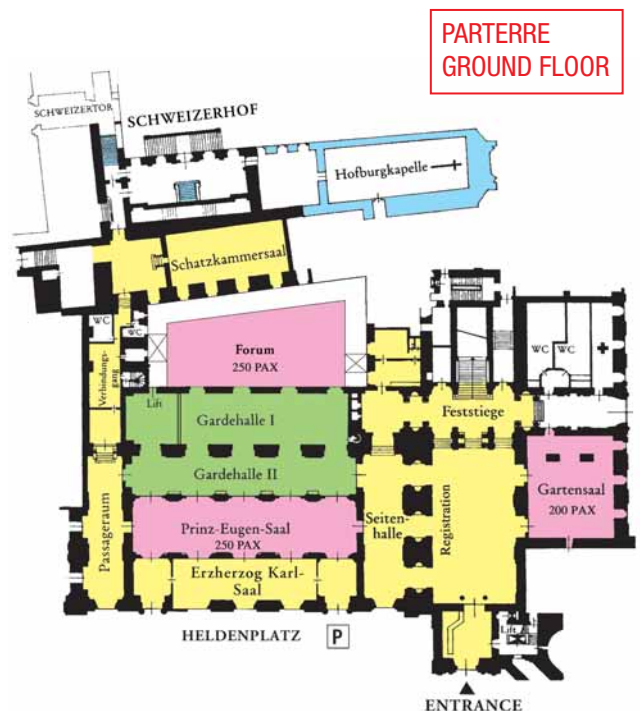 PARTERRE
GROUND FLOOR
SCHWEIZERTOR
SCHWEIZERHOF
Hofburgkapelle
Schatzkammersaal
WC
WC
Verbindungs-
gang
Forum
250 PAX
WC
WC
Lift
Feststiege
Gardehalle I
Gardehalle II
Gartensaal
200 PAX
Passageraum
Prinz-Eugen-Saal
250 PAX
Seiten-
halle
Registration
Erzherzog Karl-
Saal
HELDENPLATZ
P
Lift
ENTRANCE